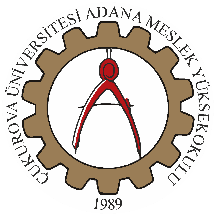 ÇUKUROVA ÜNİVERSİTESİ ADANA MESLEK YÜKSEKOKULU
1989